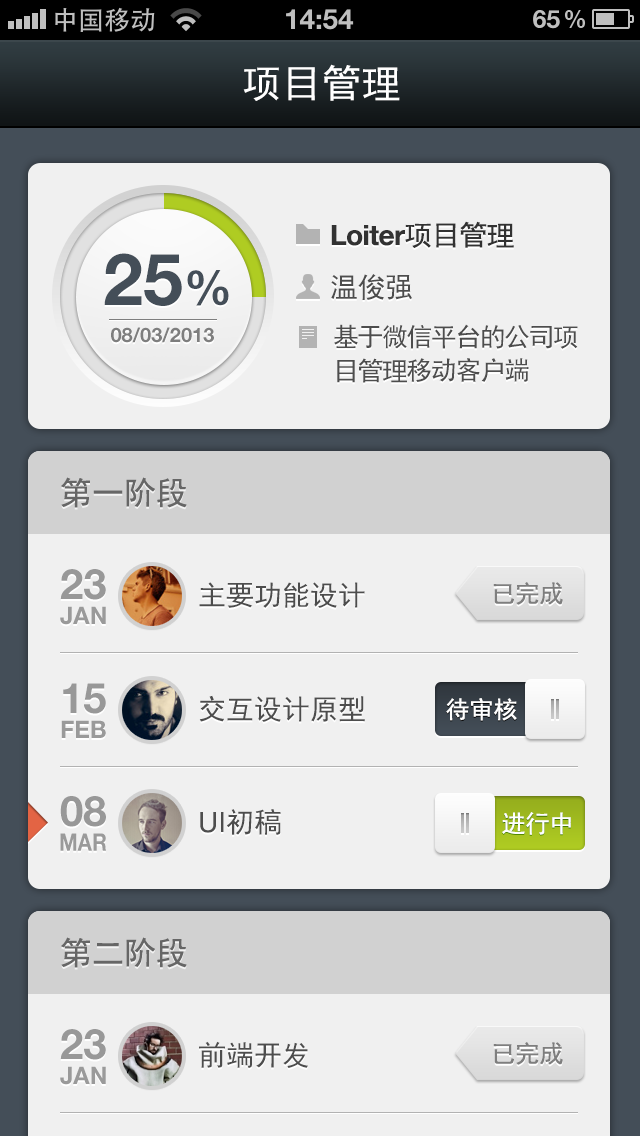 中国移动 14:54 65%
项目管理
25%
08/03/2013
Loiter项目管理
温俊强
基于微信平台的公司项
目管理移动客户端
第一阶段
23 JAN 主要功能设计 已完成
15 FEB 交互设计原型 待审核
08 MAR UI初稿 进行中
第二阶段
23 JAN 前端开发 已完成